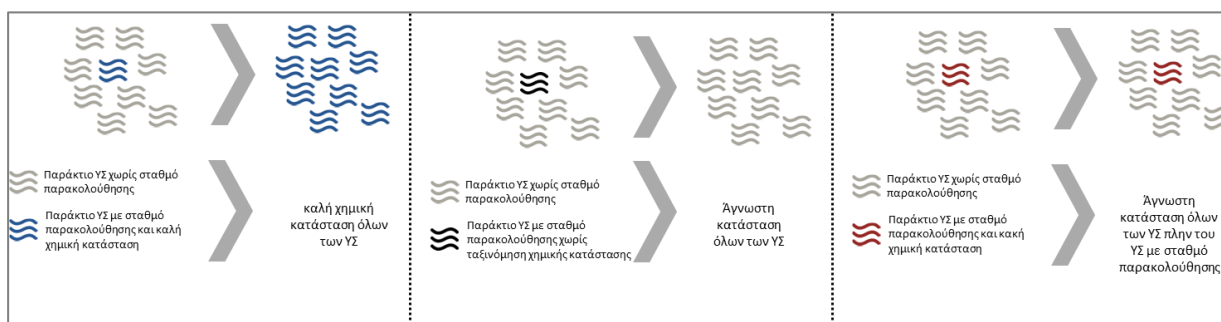 Παράκτιο ΥΣ χωρίς σταθμό
παρακολούθησης
Παράκτιο ΥΣ με σταθμό
παρακολούθησης και καλή
χημική κατάσταση
καλή χημική
κατάσταση όλων
των ΥΣ
Παράκτιο ΥΣ χωρίς σταθμό
παρακολούθησης
Παράκτιο ΥΣ με σταθμό
παρακολούθησης χωρίς
ταξινόμηση χημικής κατάστασης
Άγνωστη
κατάσταση
όλων των ΥΣ
Παράκτιο ΥΣ χωρίς σταθμό
παρακολούθησης
Παράκτιο ΥΣ με σταθμό
παρακολούθησης και κακή
χημική κατάσταση
Άγνωστη
κατάσταση όλων
των ΥΣ πλην του
ΥΣ με σταθμό
παρακολούθησης